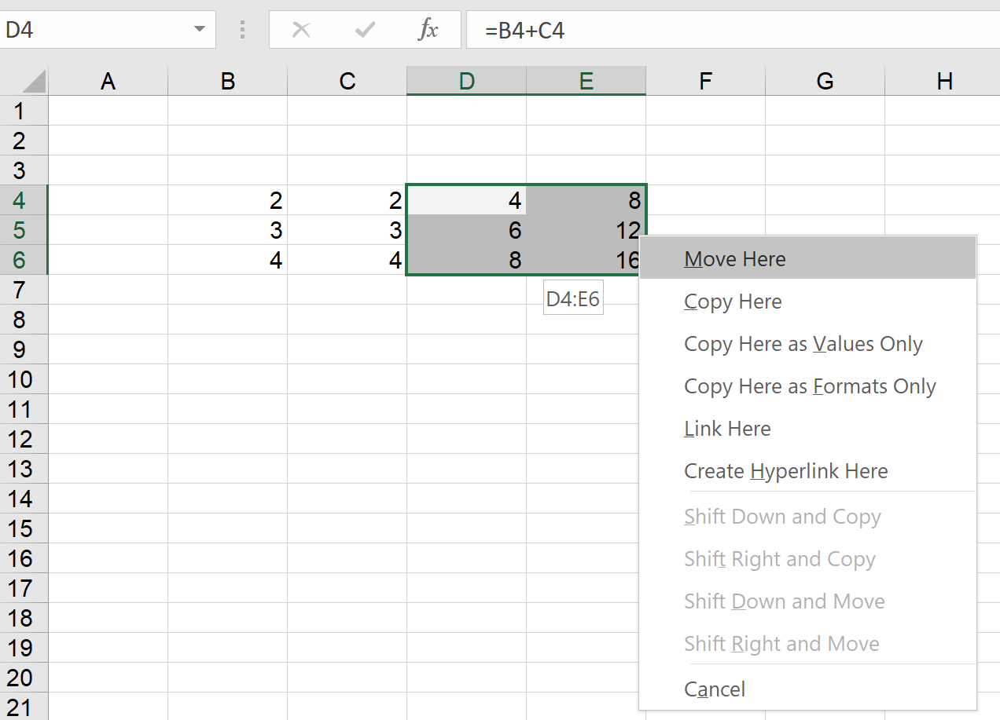 D4 fx =B4+C4
A B C D E F G H
1
2
3
4 2 2 4 8
5 3 3 6 12
6 4 4 8 16
7
8
9
10
11
12
13
14
15
16
17
18
19
20
21
D4:E6
Move Here
Copy Here
Copy Here as Values Only
Copy Here as Formats Only
Link Here
Create Hyperlink Here
Shift Down and Copy
Shift Right and Copy
Shift Down and Move
Shift Right and Move
Cancel